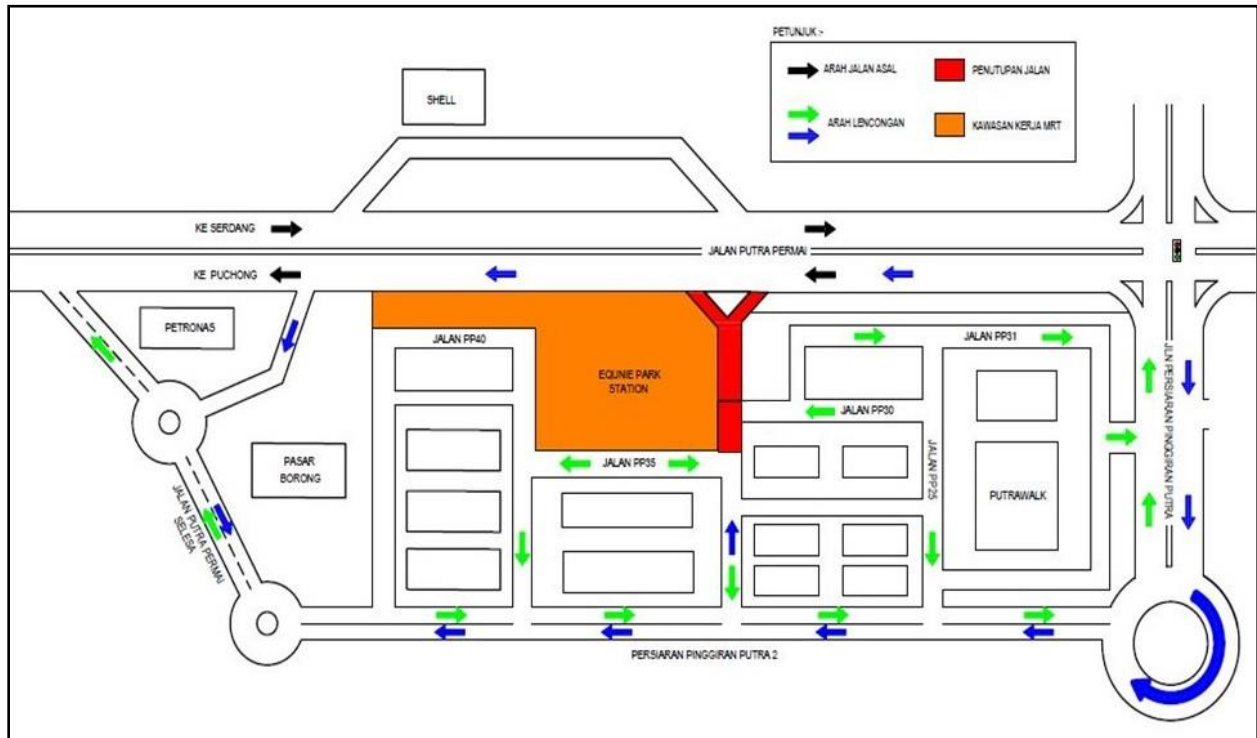 PETUNJUK :-
ARAH JALAN ASAL
PENUTUPAN JALAN
ARAH LENCONGAN
KAWASAN KERJA MRT
SHELL
KE SERDANG
JALAN PUTRA PERMAI
KE PUCHONG
PETRONAS
JALAN PP40
EQUNIE PARK
STATION
JALAN PP31
JALAN PP30
JALAN PP25
PUTRAWALK
JLN PERSIARAN PINGGIRAN PUTRA
PASAR
BORONG
JALAN PP35
JALAN PUTRA PERMAI
SELESA
PERSIARAN PINGGIRAN PUTRA 2